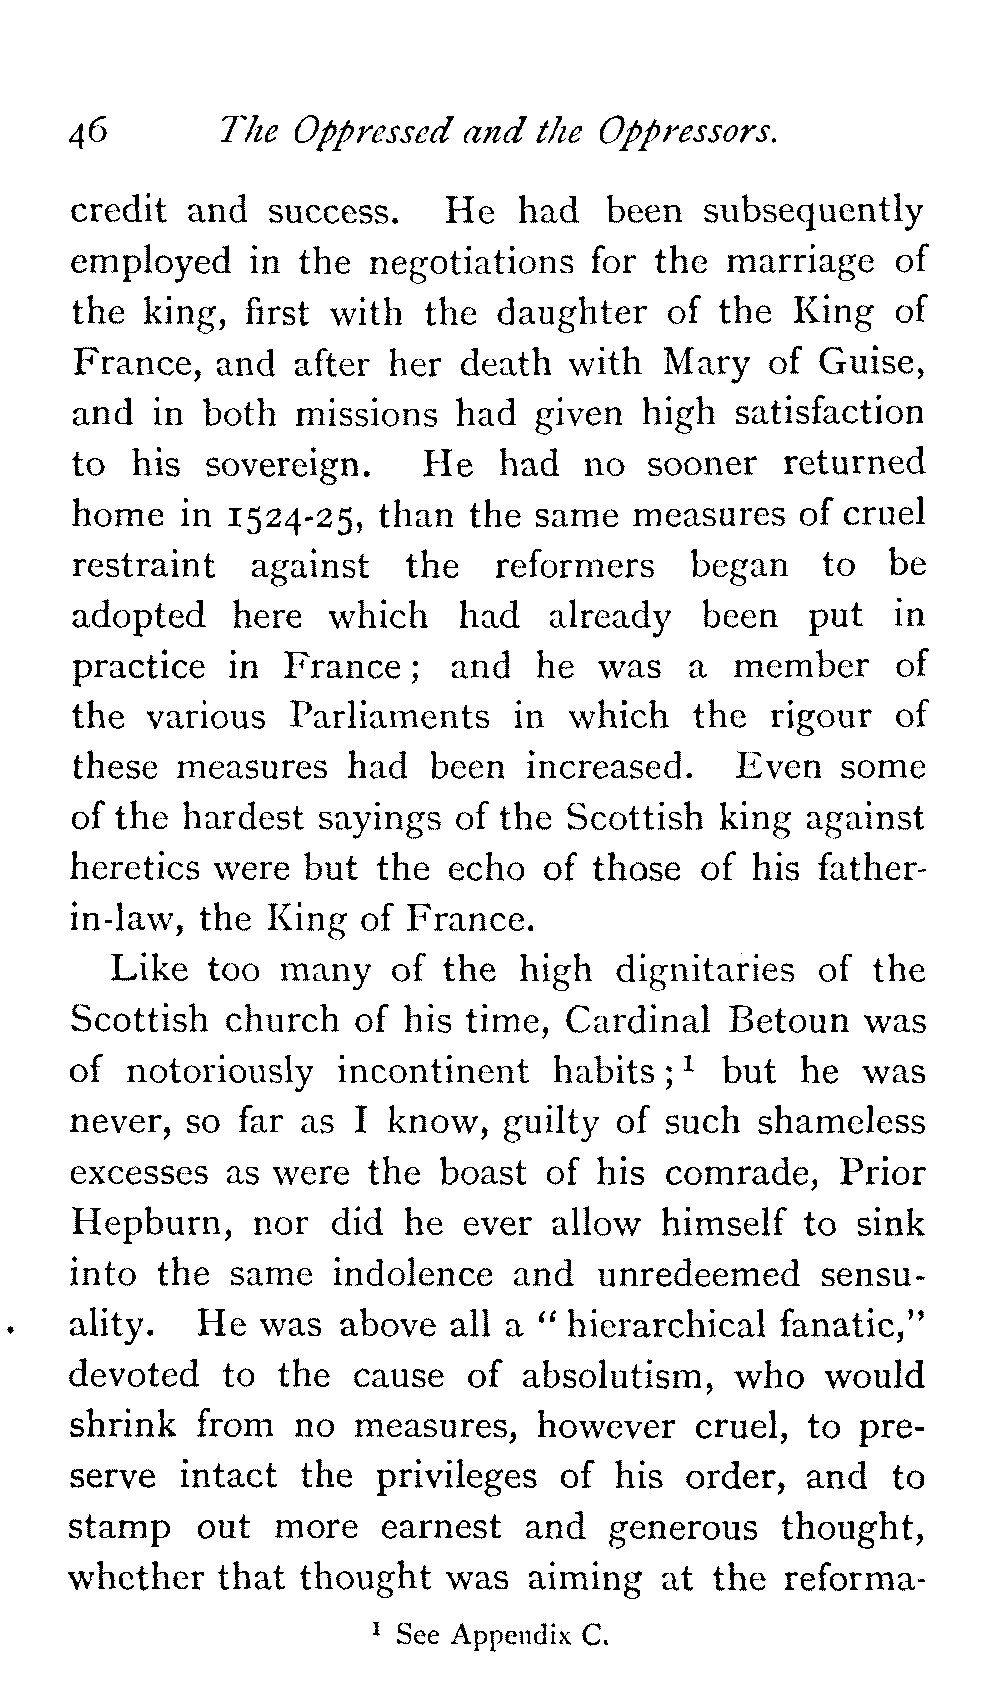 46 The Oppressed and the Oppressors.
credit and success. He had been subsequently
employed in the negotiations for the marriage of
the king, first with the daughter of the King of
France, and after her death with Mary of Guise,
and in both missions had given high satisfaction
to his sovereign. He had no sooner returned
home in 1524-25, than the same measures of cruel
restraint against the reformers began to be
adopted here which had already been put in
practice in France; and he was a member of
the various Parliaments in which the rigour of
these measures had been increased. Even some
of the hardest sayings of the Scottish king against
heretics were but the echo of those of his father-
in-law, the King of France.
Like too many of the high dignitaries of the
Scottish church of his time, Cardinal Betoun was
of notoriously incontinent habits;¹ but he was
never, so far as I know, guilty of such shameless
excesses as were the boast of his comrade, Prior
Hepburn, nor did he ever allow himself to sink
into the same indolence and unredeemed sensu-
ality. He was above all a "hierarchical fanatic,"
devoted to the cause of absolutism, who would
shrink from no measures, however cruel, to pre-
serve intact the privileges of his order, and to
stamp out more earnest and generous thought,
whether that thought was aiming at the reforma-
¹ See Appendix C.